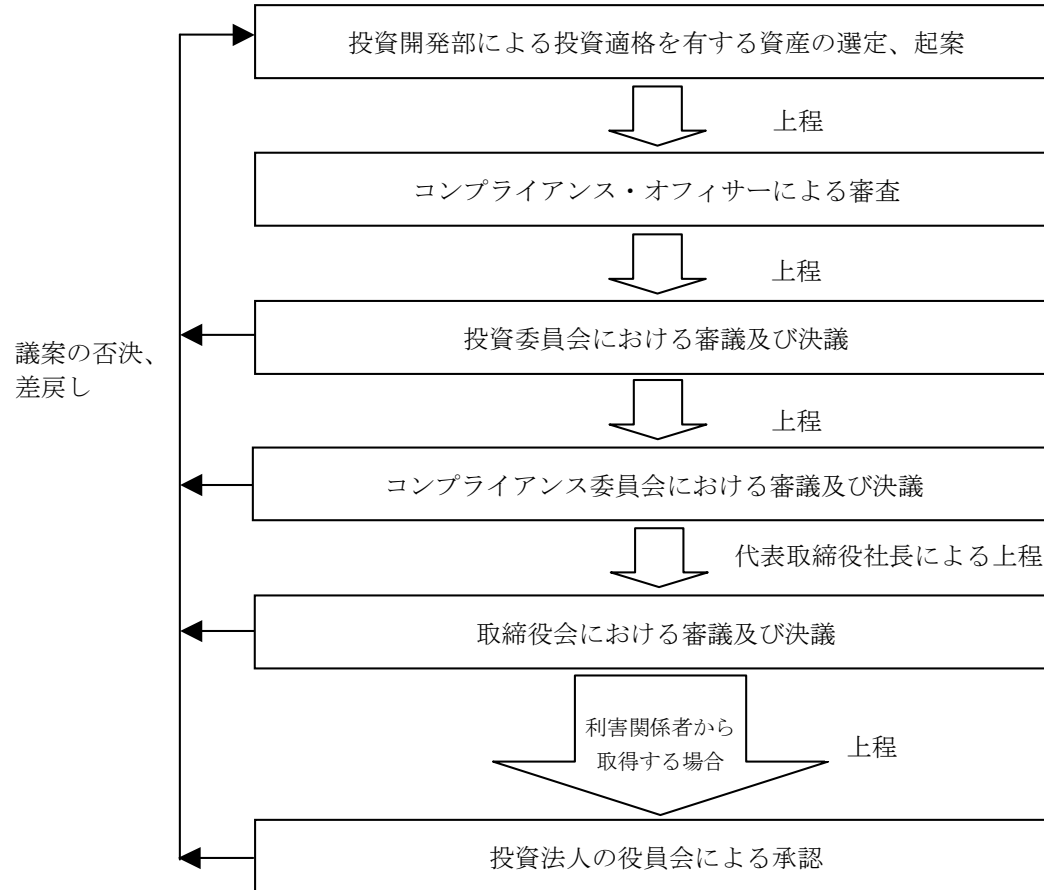 投資開発部による投資適格を有する資産の選定、起案
上程
コンプライアンス・オフィサーによる審査
上程
投資委員会における審議及び決議
議案の否決、
差戻し
上程
コンプライアンス委員会における審議及び決議
代表取締役社長による上程
取締役会における審議及び決議
利害関係者から
取得する場合
上程
投資法人の役員会による承認